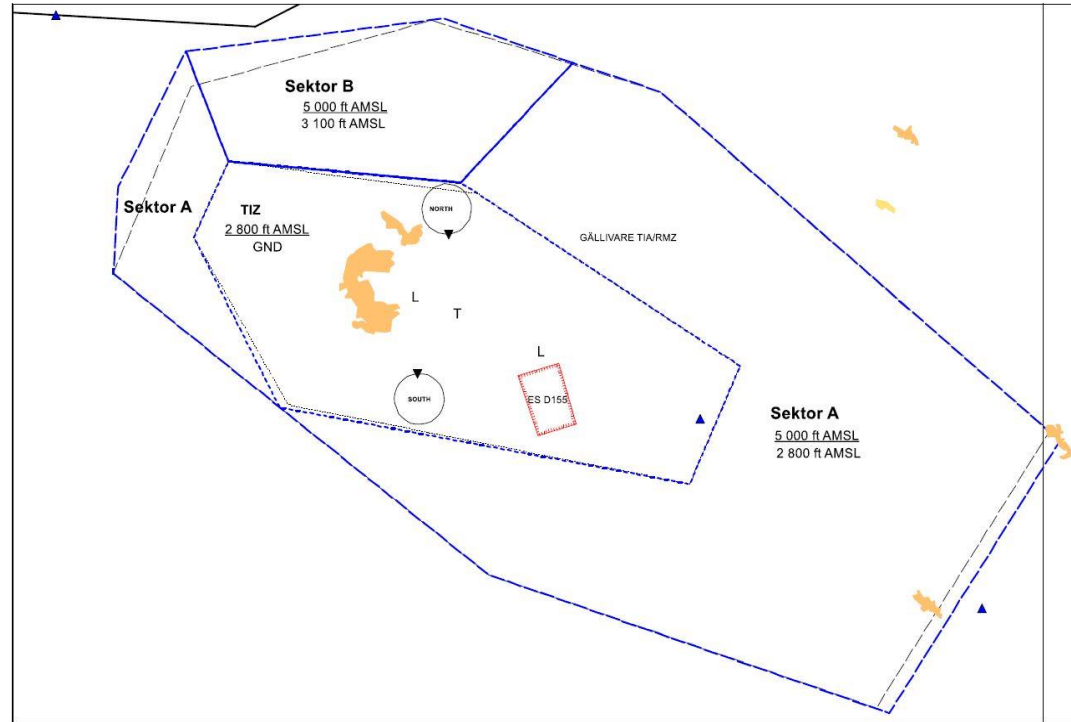 Sektor B
5 000 ft AMSL
3 100 ft AMSL
Sektor A
TIZ
2 800 ft AMSL
GND
NORTH
GÄLLIVARE TIA/RMZ
L
T
L
ES D155
SOUTH
Sektor A
5 000 ft AMSL
2 800 ft AMSL